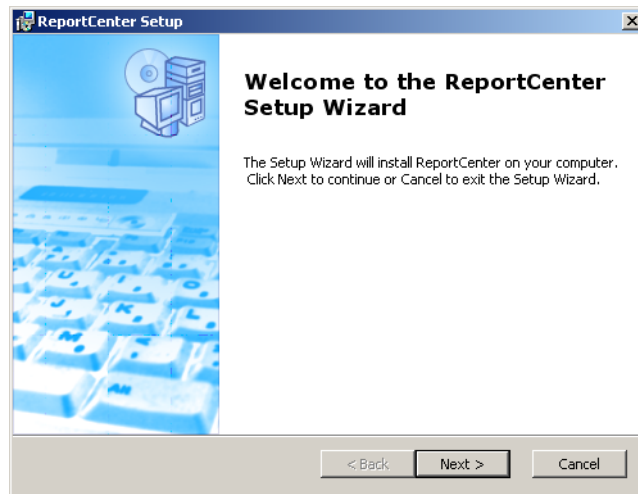 ReportCenter Setup
Welcome to the ReportCenter
Setup Wizard
The Setup Wizard will install ReportCenter on your computer.
Click Next to continue or Cancel to exit the Setup Wizard.
< Back Next > Cancel